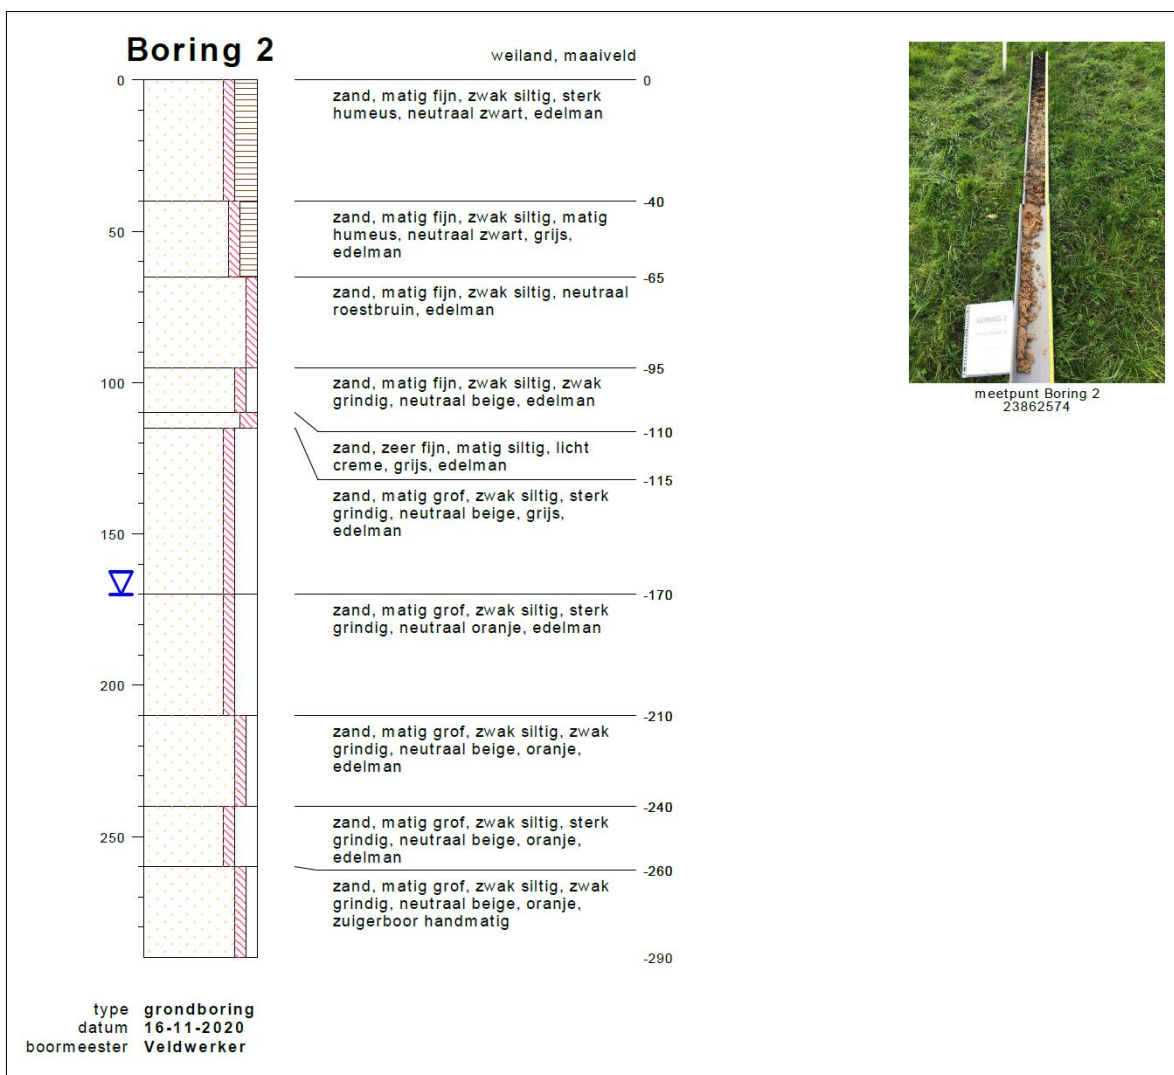 Boring 2
weiland, maaiveld
0
0
zand, matig fijn, zwak siltig, sterk
humeus, neutraal zwart, edelman
-40
zand, matig fijn, zwak siltig, matig
humeus, neutraal zwart, grijs,
edelman
50
-65
zand, matig fijn, zwak siltig, neutraal
roestbruin, edelman
-95
zand, matig fijn, zwak siltig, zwak
grindig, neutraal beige, edelman
100
-110
zand, zeer fijn, matig siltig, licht
creme, grijs, edelman
-115
zand, matig grof, zwak siltig, sterk
grindig, neutraal beige, grijs,
edelman
150
-170
zand, matig grof, zwak siltig, sterk
grindig, neutraal oranje, edelman
200
-210
zand, matig grof, zwak siltig, zwak
grindig, neutraal beige, oranje,
edelman
-240
zand, matig grof, zwak siltig, sterk
grindig, neutraal beige, oranje,
edelman
250
-260
zand, matig grof, zwak siltig, zwak
grindig, neutraal beige, oranje,
zuigerboor handmatig
-290
type grondboring
datum 16-11-2020
boormeester Veldwerker
BORING 2
meetpunt Boring 2
23862574